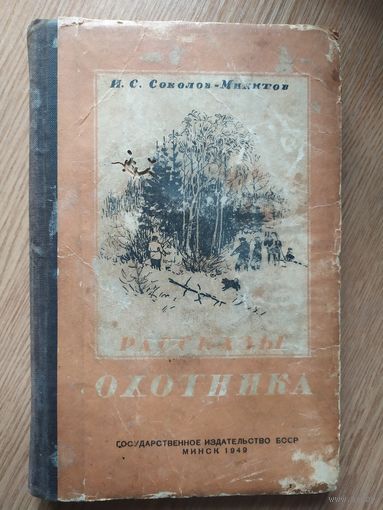 И. С. Соколов-Микитов
РАССКАЗЫ
ОХОТНИКА
ГОСУДАРСТВЕННОЕ ИЗДАТЕЛЬСТВО БССР
МИНСК 1949